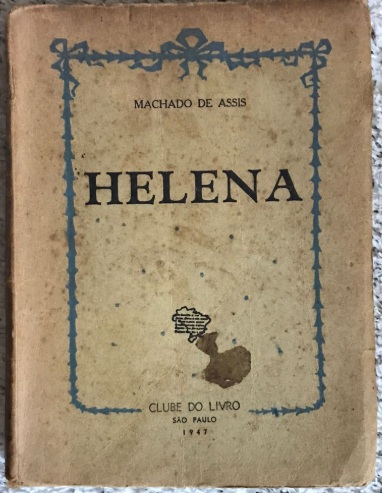 MACHADO DE ASSIS
HELENA
CLUBE DO LIVRO
SÃO PAULO
1947